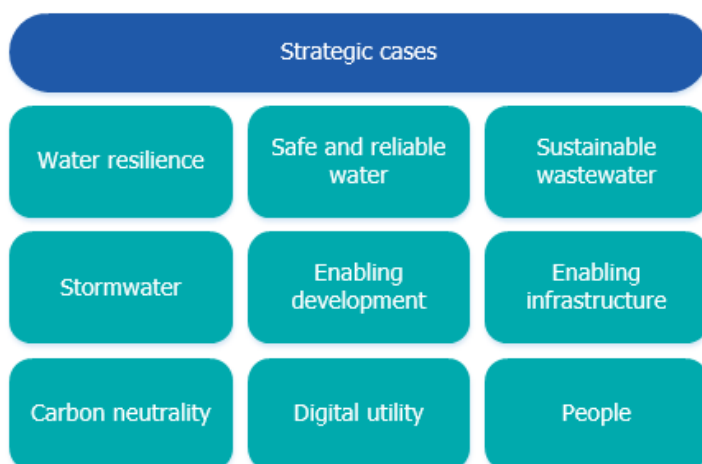 Strategic cases
Water resilience
Safe and reliable
water
Sustainable
wastewater
Stormwater
Enabling
development
Enabling
infrastructure
Carbon neutrality
Digital utility
People